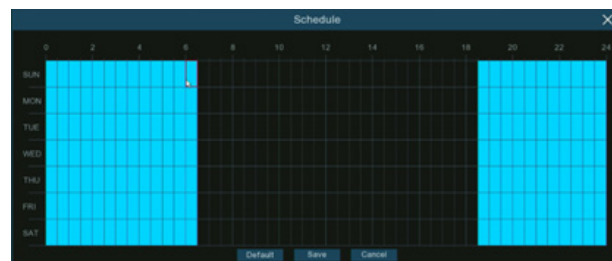 Schedule
0 2 4 6 8 10 12 14 16 18 20 22 24
SUN
MON
TUE
WED
THU
FRI
SAT
Default Save Cancel